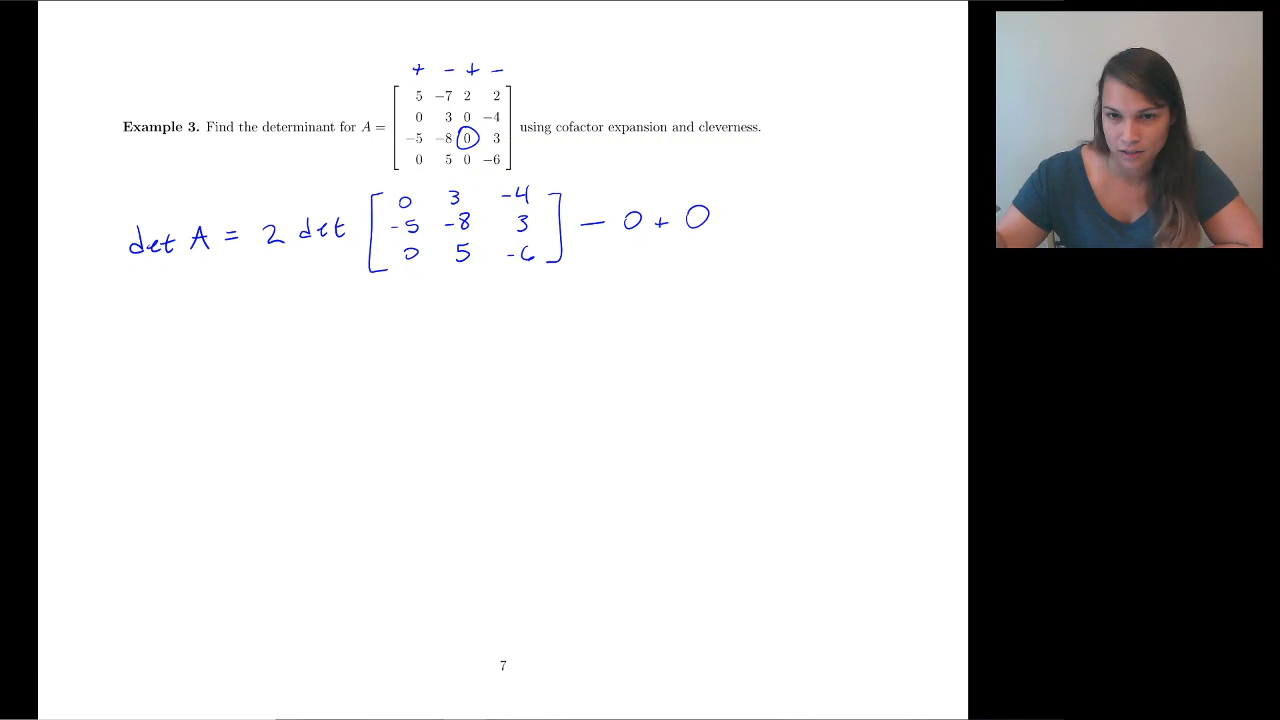 + − + −
5 −7 2 2
0 3 0 −4
Example 3. Find the determinant for A = using cofactor expansion and cleverness.
−5 −8 0 3
0 5 0 −6
0 3 -4
det A = 2 det -5 -8 3 − 0 + 0
0 5 -6
7